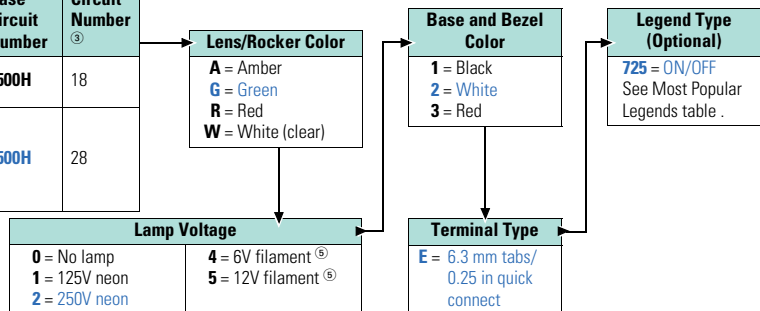 Circuit
Number
③
500H 18
500H 28
Lens/Rocker Color
A = Amber
G = Green
R = Red
W = White (clear)
Base and Bezel
Color
1 = Black
2 = White
3 = Red
Legend Type
(Optional)
725 = ON/OFF
See Most Popular
Legends table .
Lamp Voltage
0 = No lamp
1 = 125V neon
2 = 250V neon
4 = 6V filament ⑤
5 = 12V filament ⑤
Terminal Type
E = 6.3 mm tabs/
0.25 in quick
connect